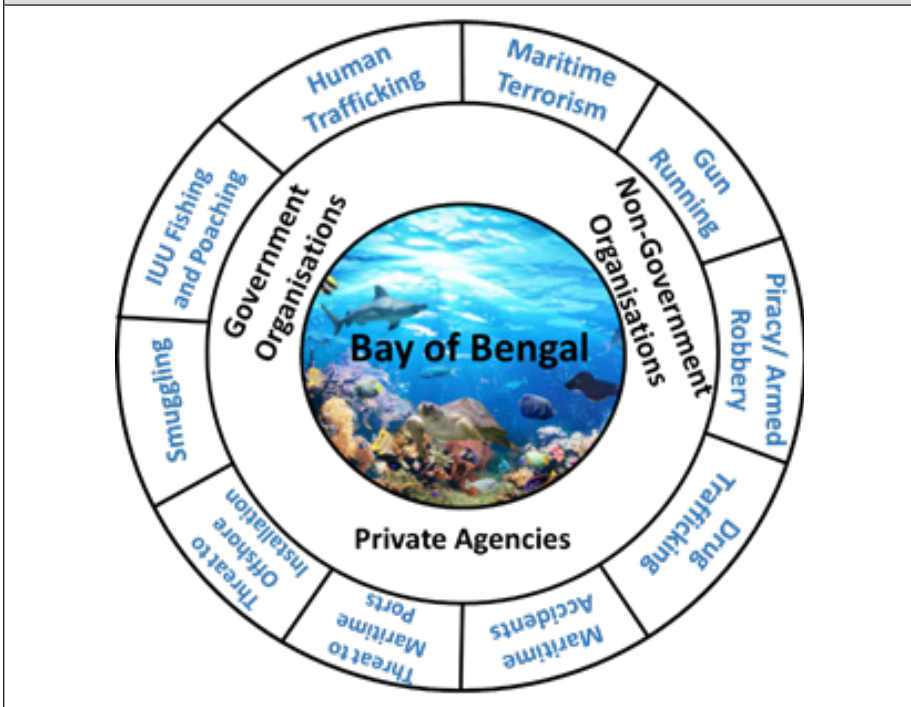 Human
Trafficking
Maritime
Terrorism
Gun
Running
Piracy/ Armed
Robbery
Drug
Trafficking
Maritime
Accidents
Threat to
Maritime
Ports
Threat to
Offshore
Installation
Smuggling
IUU Fishing
and Poaching
Government
Organisations
Non-Government
Organisations
Private Agencies
Bay of Bengal